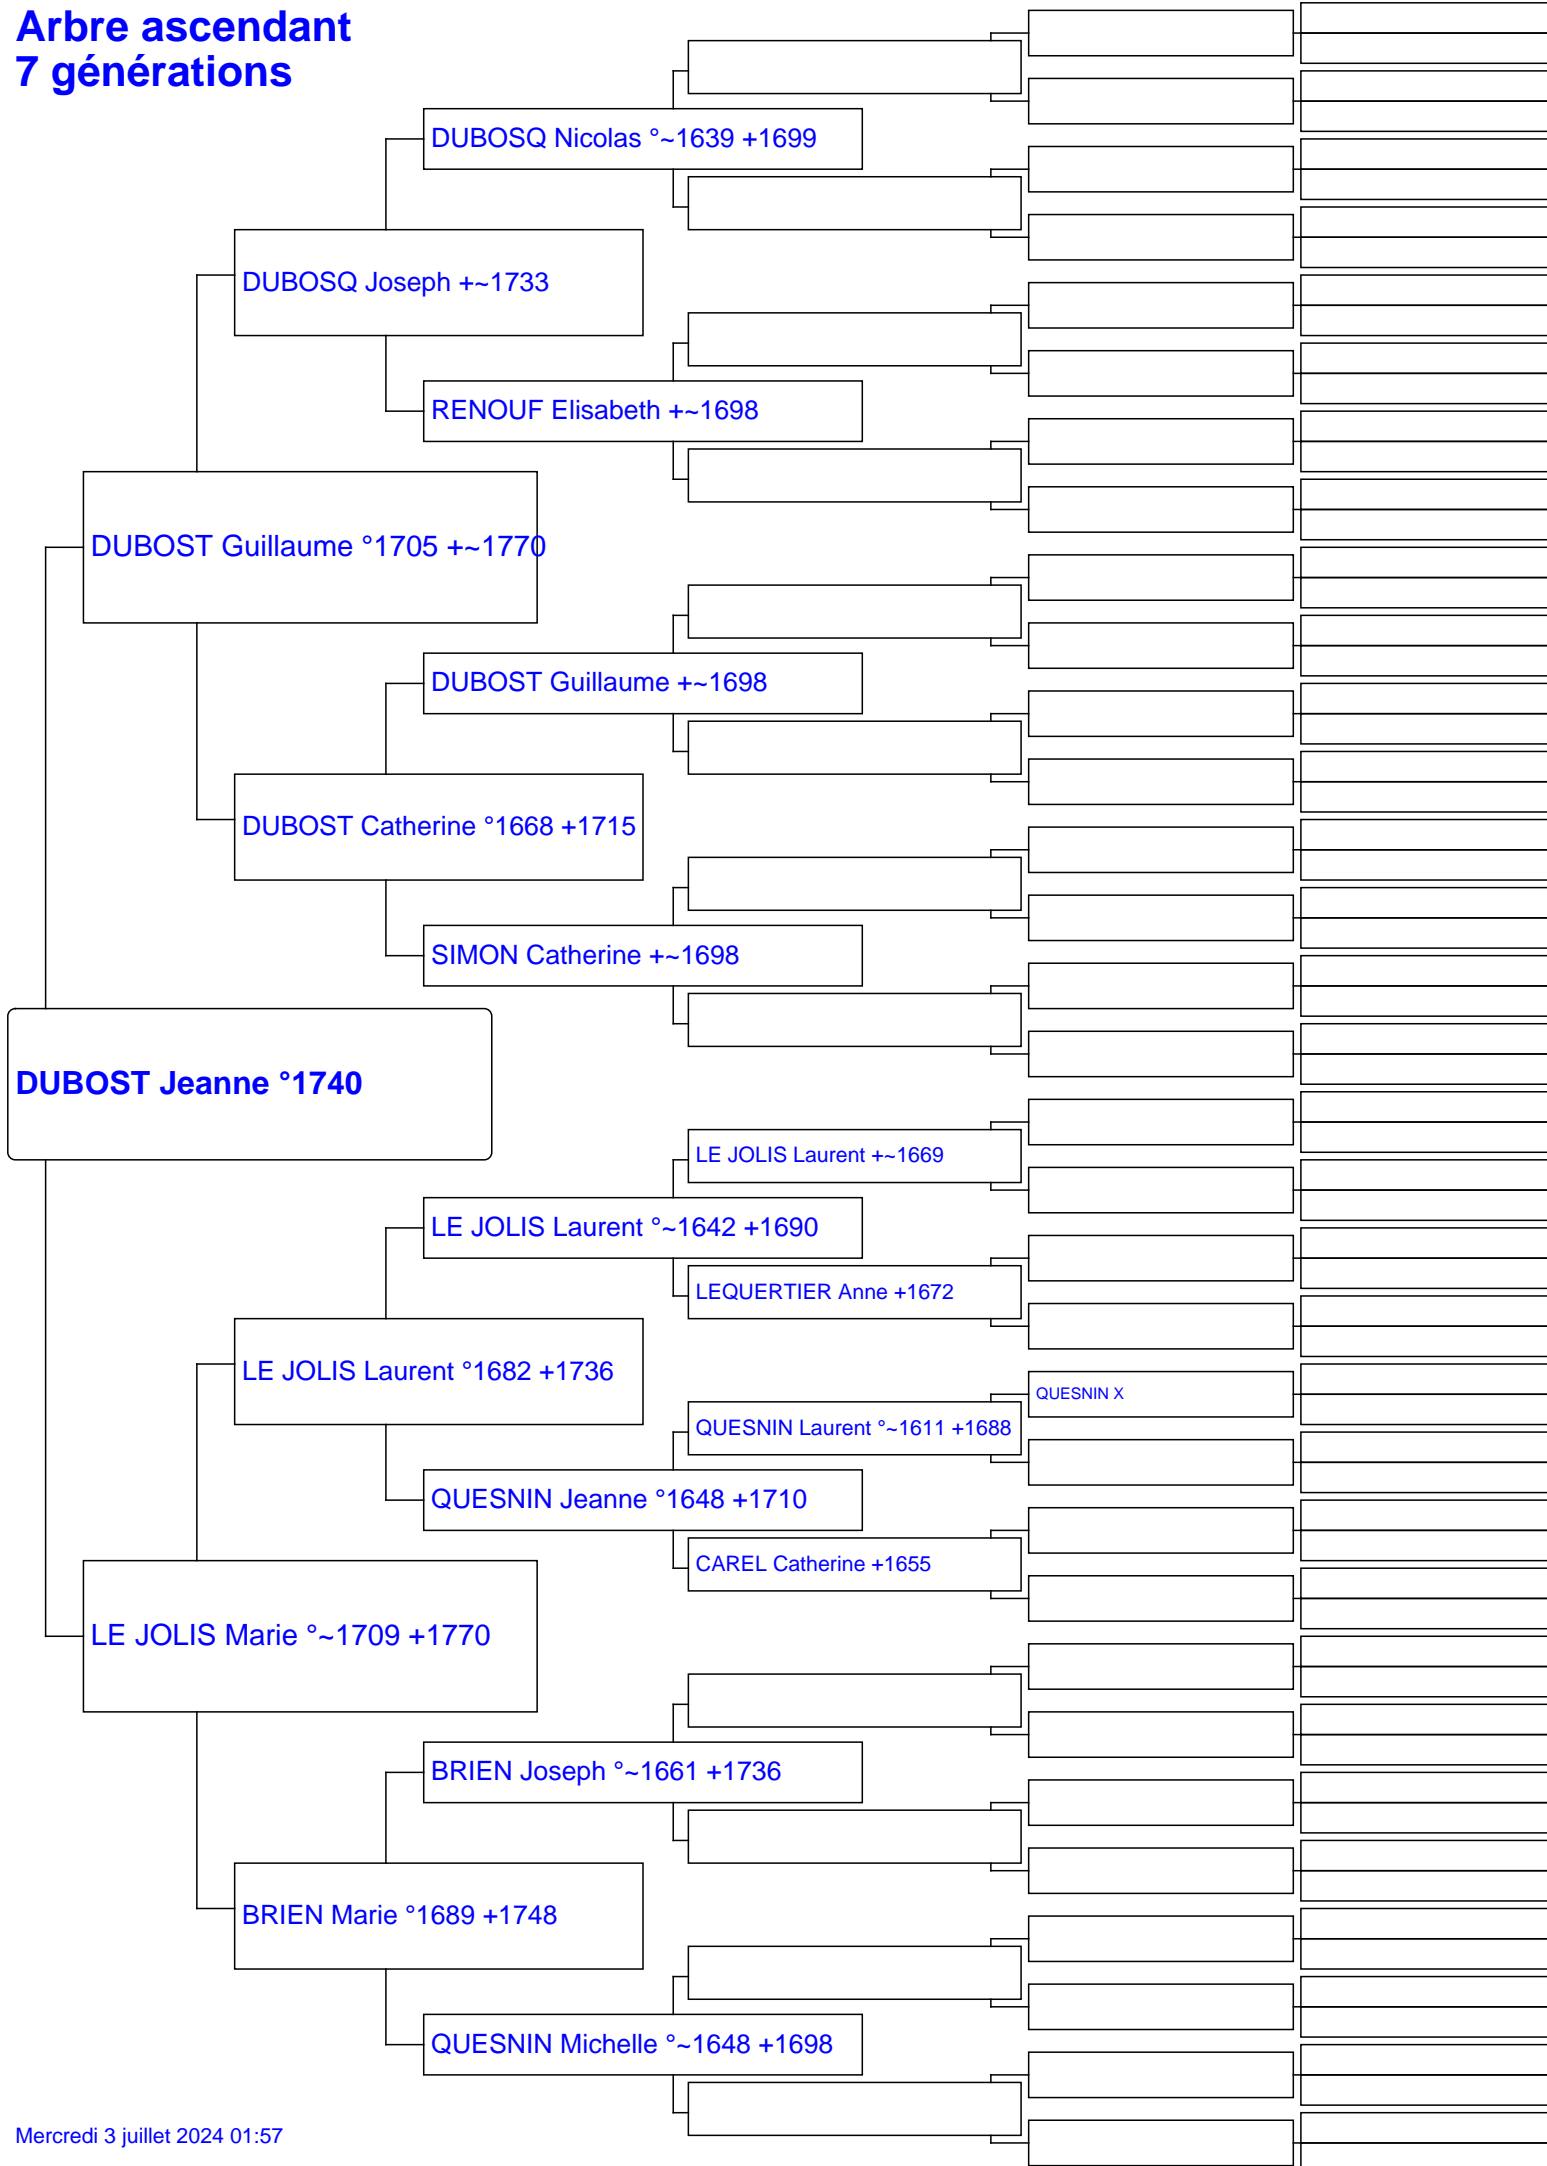 Arbre ascendant
7 générations
DUBOSQ Nicolas °~1639 +1699
DUBOSQ Joseph +~1733
RENOUF Elisabeth +~1698
DUBOST Guillaume °1705 +~1770
DUBOST Guillaume +~1698
DUBOST Catherine °1668 +1715
SIMON Catherine +~1698
DUBOST Jeanne °1740
LE JOLIS Laurent +~1669
LE JOLIS Laurent °~1642 +1690
LEQUERTIER Anne +1672
LE JOLIS Laurent °1682 +1736
QUESNIN X
QUESNIN Laurent °~1611 +1688
QUESNIN Jeanne °1648 +1710
CAREL Catherine +1655
LE JOLIS Marie °~1709 +1770
BRIEN Joseph °~1661 +1736
BRIEN Marie °1689 +1748
QUESNIN Michelle °~1648 +1698
Mercredi 3 juillet 2024 01:57